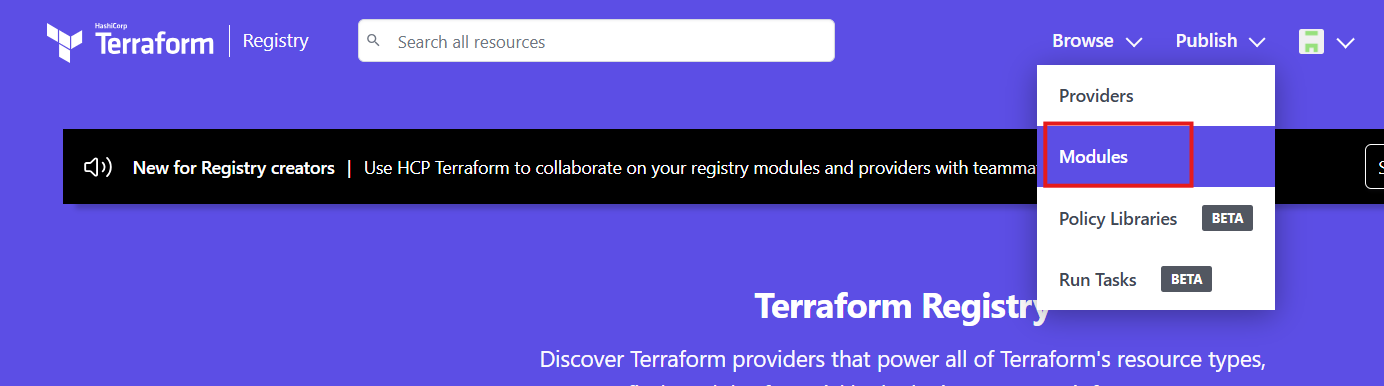 HashiCorp
Terraform Registry
Search all resources
Browse
Publish
Providers
Modules
Policy Libraries BETA
Run Tasks BETA
New for Registry creators | Use HCP Terraform to collaborate on your registry modules and providers with
Terraform Registry
Discover Terraform providers that power all of Terraform's resource types,